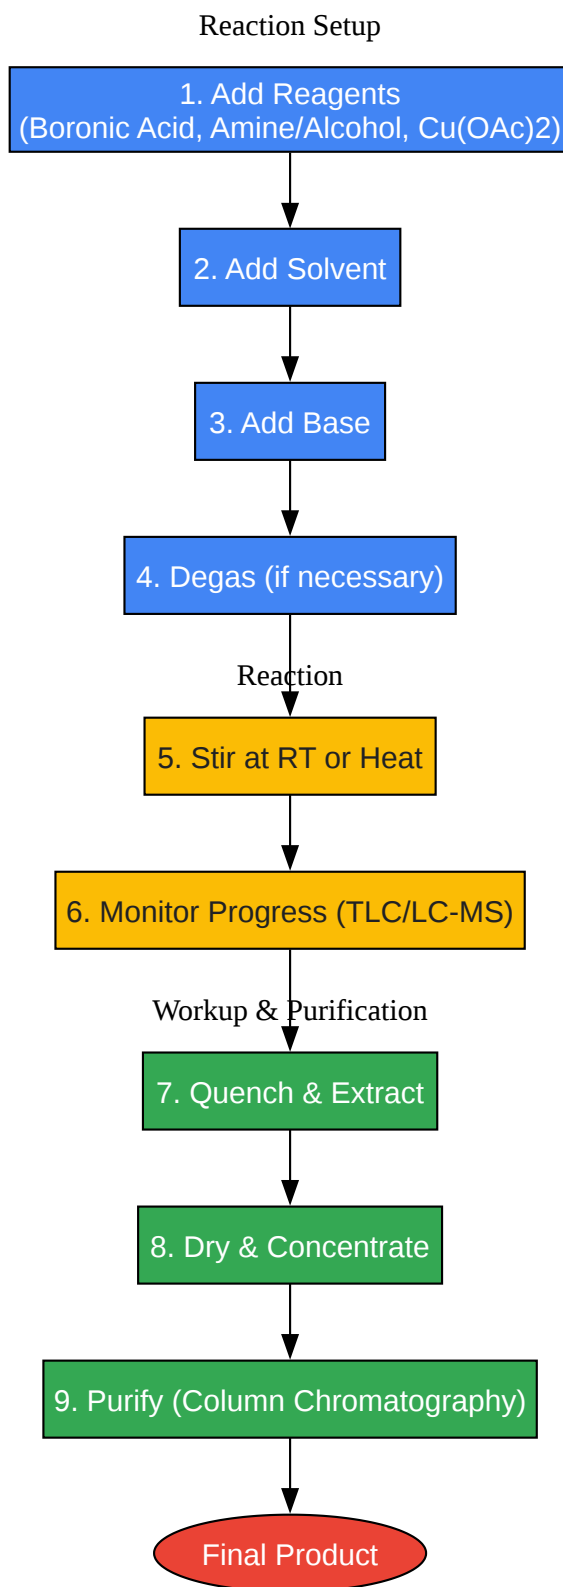 Reaction Setup
1. Add Reagents
(Boronic Acid, Amine/Alcohol, Cu(OAc)2)
2. Add Solvent
3. Add Base
4. Degas (if necessary)
Reaction
5. Stir at RT or Heat
6. Monitor Progress (TLC/LC-MS)
Workup & Purification
7. Quench & Extract
8. Dry & Concentrate
9. Purify (Column Chromatography)
Final Product